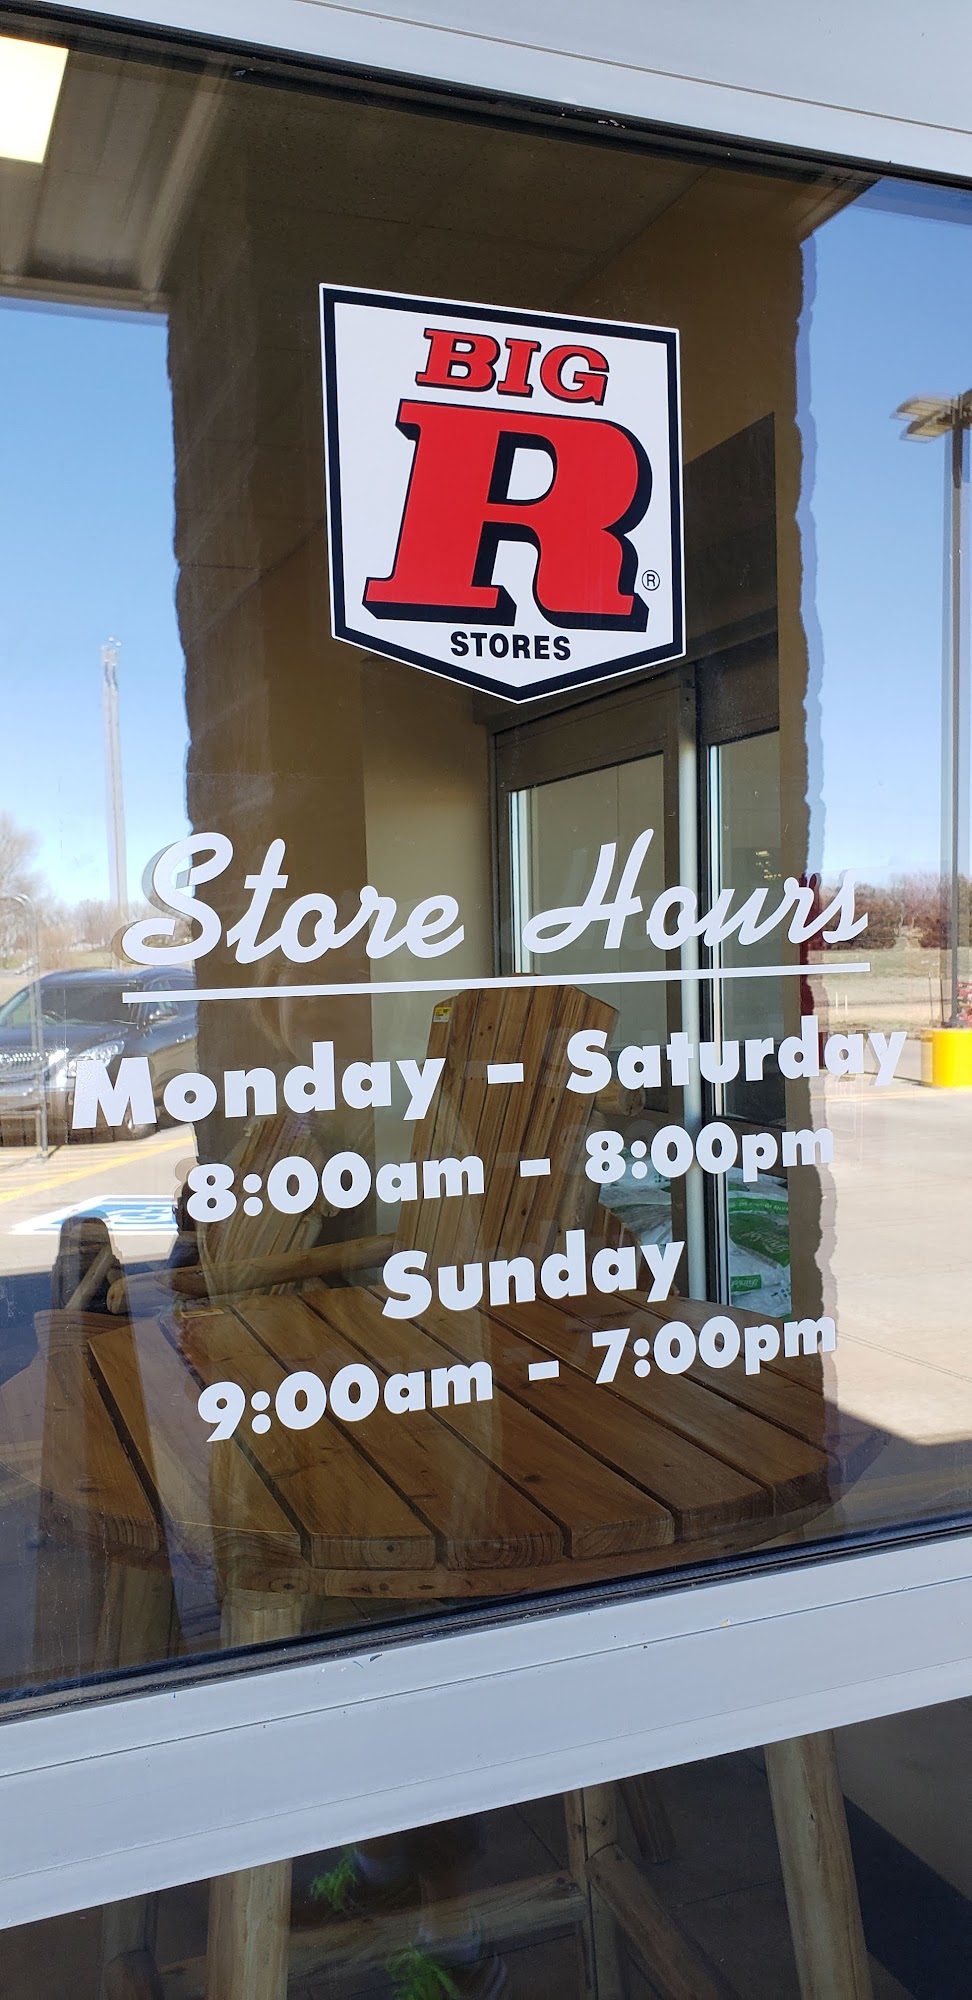 BIG
R
®
STORES
Store Hours
Monday - Saturday
8:00am - 8:00pm
Sunday
9:00am - 7:00pm